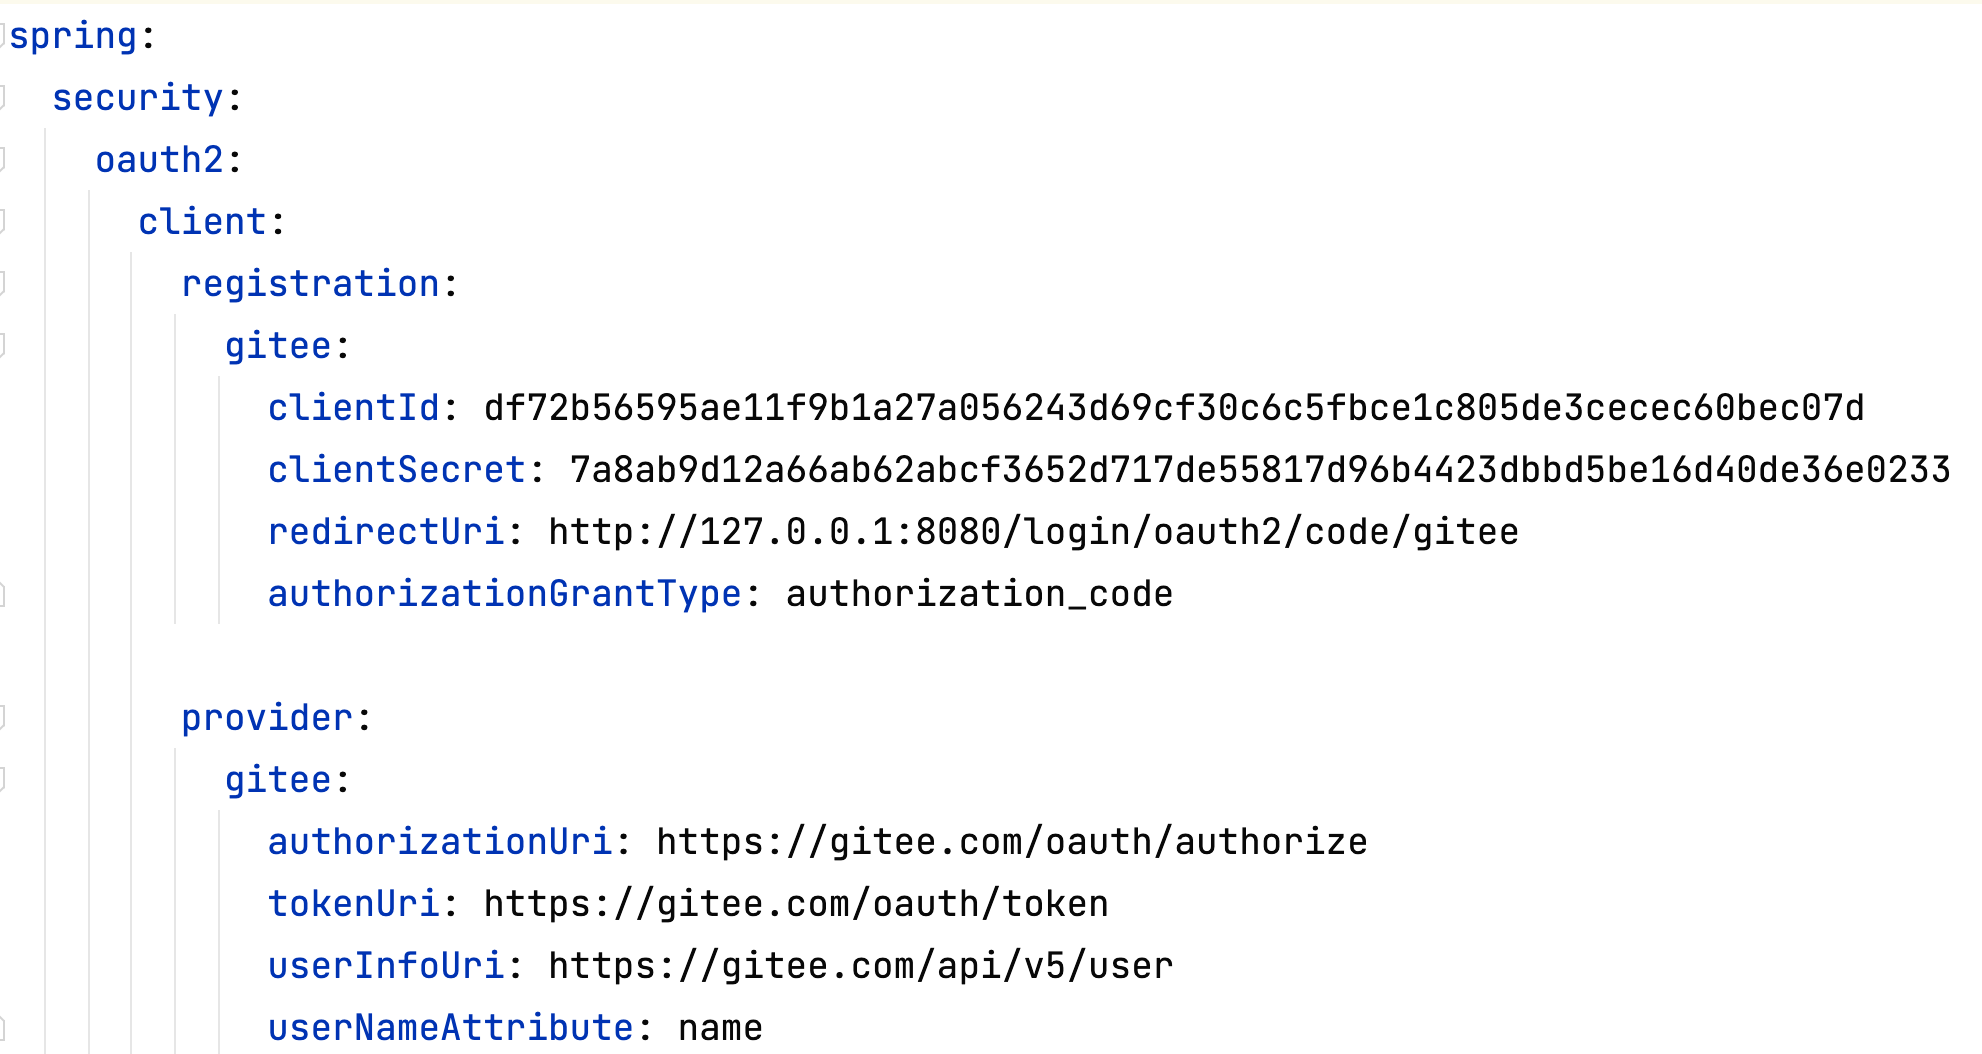 spring:
security:
oauth2:
client:
registration:
gitee:
clientId: df72b56595ae11f9b1a27a056243d69cf30c6c5fbce1c805de3cecec60bec07d
clientSecret: 7a8ab9d12a66ab62abcf3652d717de55817d96b4423dbbd5be16d40de36e0233
redirectUri: http://127.0.0.1:8080/login/oauth2/code/gitee
authorizationGrantType: authorization_code
provider:
gitee:
authorizationUri: https://gitee.com/oauth/authorize
tokenUri: https://gitee.com/oauth/token
userInfoUri: https://gitee.com/api/v5/user
userNameAttribute: name